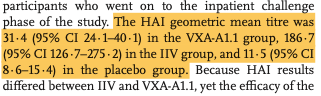 participants who went on to the inpatient challenge
phase of the study. The HAI geometric mean titre was
31·4 (95% CI 24·1–40·1) in the VXA-A1.1 group, 186·7
(95% CI 126·7–275·2) in the IIV group, and 11·5 (95% CI
8·6–15·4) in the placebo group. Because HAI results
differed between IIV and VXA-A1.1, yet the efficacy of the